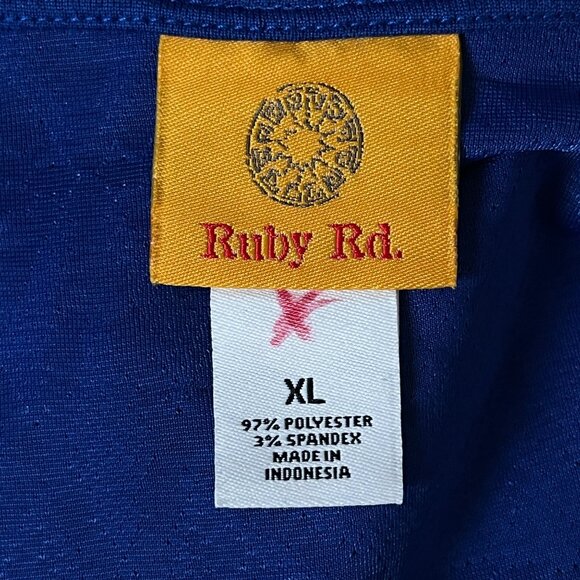 Ruby Rd.
XL
97% POLYESTER
3% SPANDEX
MADE IN
INDONESIA